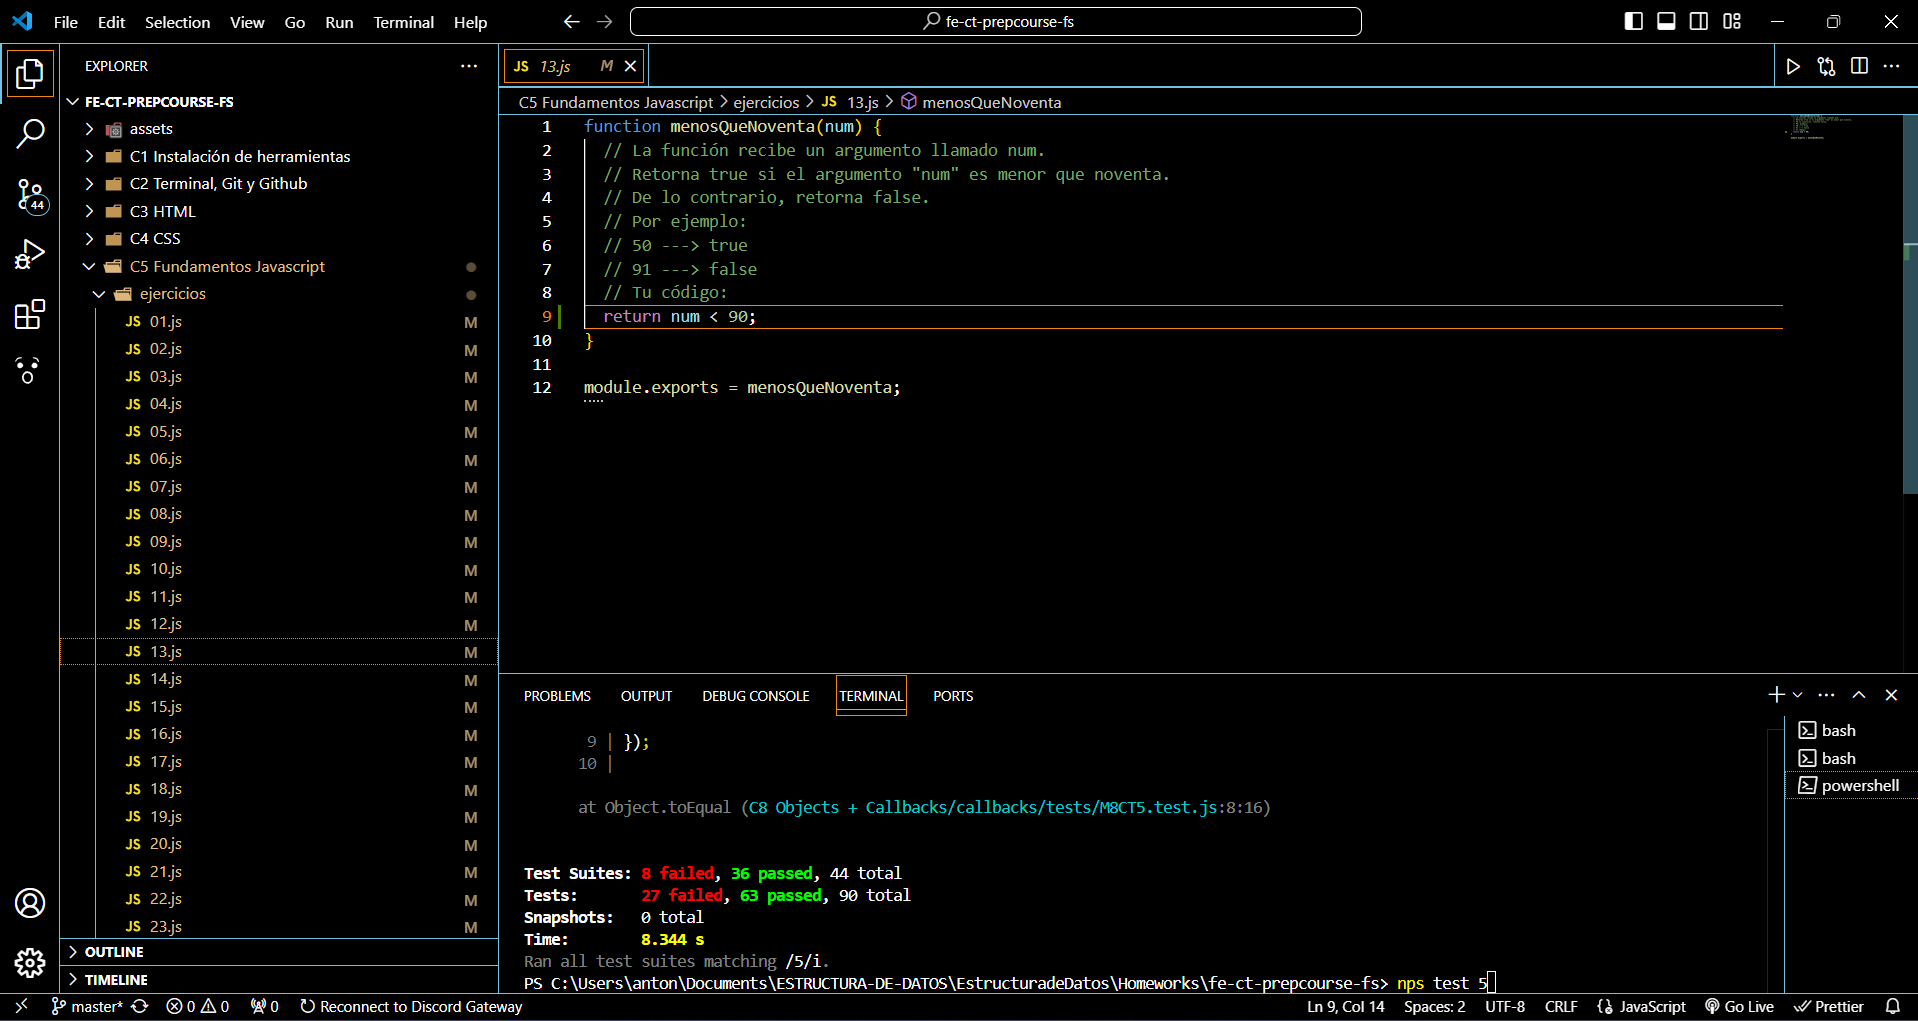 File Edit Selection View Go Run Terminal Help
fe-ct-prepcourse-fs
EXPLORER
FE-CT-PREPCOURSE-FS
assets
C1 Instalación de herramientas
C2 Terminal, Git y Github
C3 HTML
C4 CSS
C5 Fundamentos Javascript
ejercicios
JS 01.js M
JS 02.js M
JS 03.js M
JS 04.js M
JS 05.js M
JS 06.js M
JS 07.js M
JS 08.js M
JS 09.js M
JS 10.js M
JS 11.js M
JS 12.js M
JS 13.js M
JS 14.js M
JS 15.js M
JS 16.js M
JS 17.js M
JS 18.js M
JS 19.js M
JS 20.js M
JS 21.js M
JS 22.js M
JS 23.js M
OUTLINE
TIMELINE
44
JS 13.js M
C5 Fundamentos Javascript > ejercicios > JS 13.js > menosQueNoventa
1 function menosQueNoventa(num) {
2 // La función recibe un argumento llamado num.
3 // Retorna true si el argumento "num" es menor que noventa.
4 // De lo contrario, retorna false.
5 // Por ejemplo:
6 // 50 ---> true
7 // 91 ---> false
8 // Tu código:
9 return num < 90;
10 }
11
12 module.exports = menosQueNoventa;
PROBLEMS OUTPUT DEBUG CONSOLE TERMINAL PORTS
9 | });
10 |
at Object.toEqual (C8 Objects + Callbacks/callbacks/tests/M8CT5.test.js:8:16)
Test Suites: 8 failed, 36 passed, 44 total
Tests: 27 failed, 63 passed, 90 total
Snapshots: 0 total
Time: 8.344 s
Ran all test suites matching /5/i.
PS C:\Users\anton\Documents\ESTRUCTURA-DE-DATOS\EstructuradeDatos\Homeworks\fe-ct-prepcourse-fs> nps test 5
bash
bash
powershell
master* 0 0 0 Reconnect to Discord Gateway
Ln 9, Col 14 Spaces: 2 UTF-8 CRLF {} JavaScript Go Live Prettier